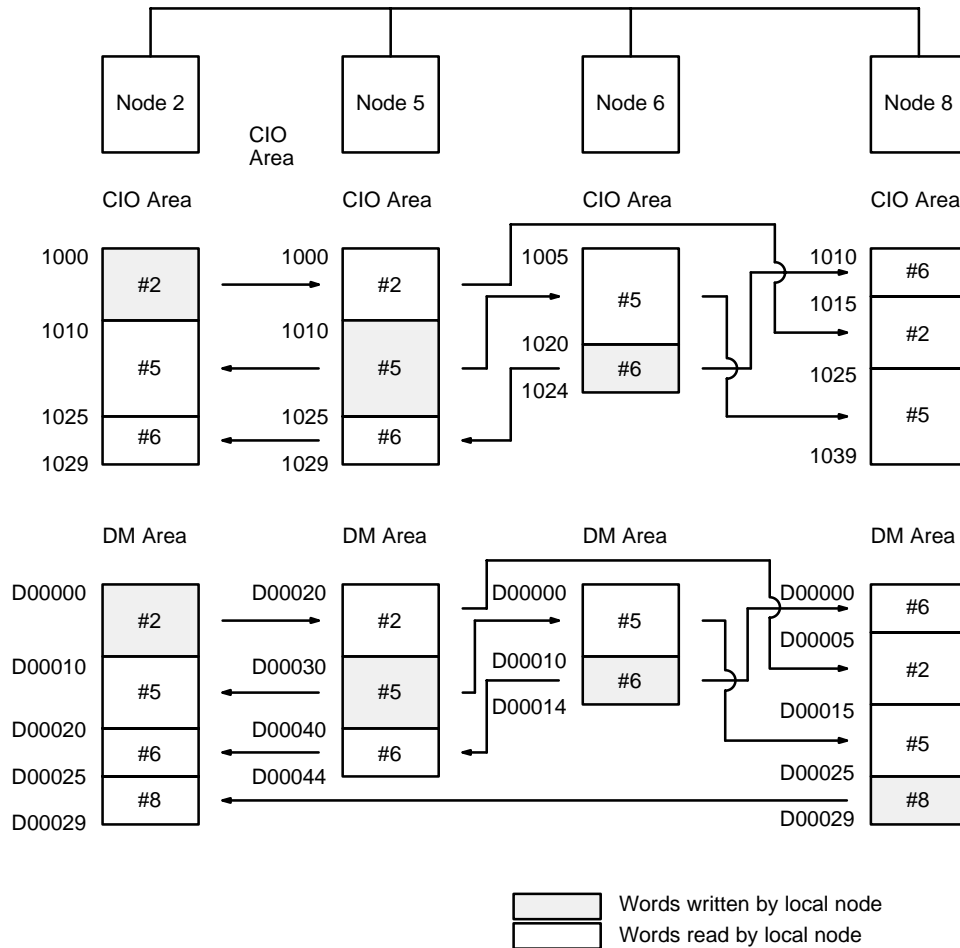 Node 2
Node 5
Node 6
Node 8
CIO
Area
CIO Area
CIO Area
CIO Area
CIO Area
1000
#2
1010
#5
1025
#6
1029
1000
#2
1010
#5
1025
#6
1029
1005
#5
1020
#6
1024
1010
#6
1015
#2
1025
#5
1039
DM Area
DM Area
DM Area
DM Area
D00000
#2
D00010
#5
D00020
#6
D00025
#8
D00029
D00020
#2
D00030
#5
D00040
#6
D00044
D00000
#5
D00010
#6
D00014
D00000
#6
D00005
#2
D00015
#5
D00025
#8
D00029
Words written by local node
Words read by local node